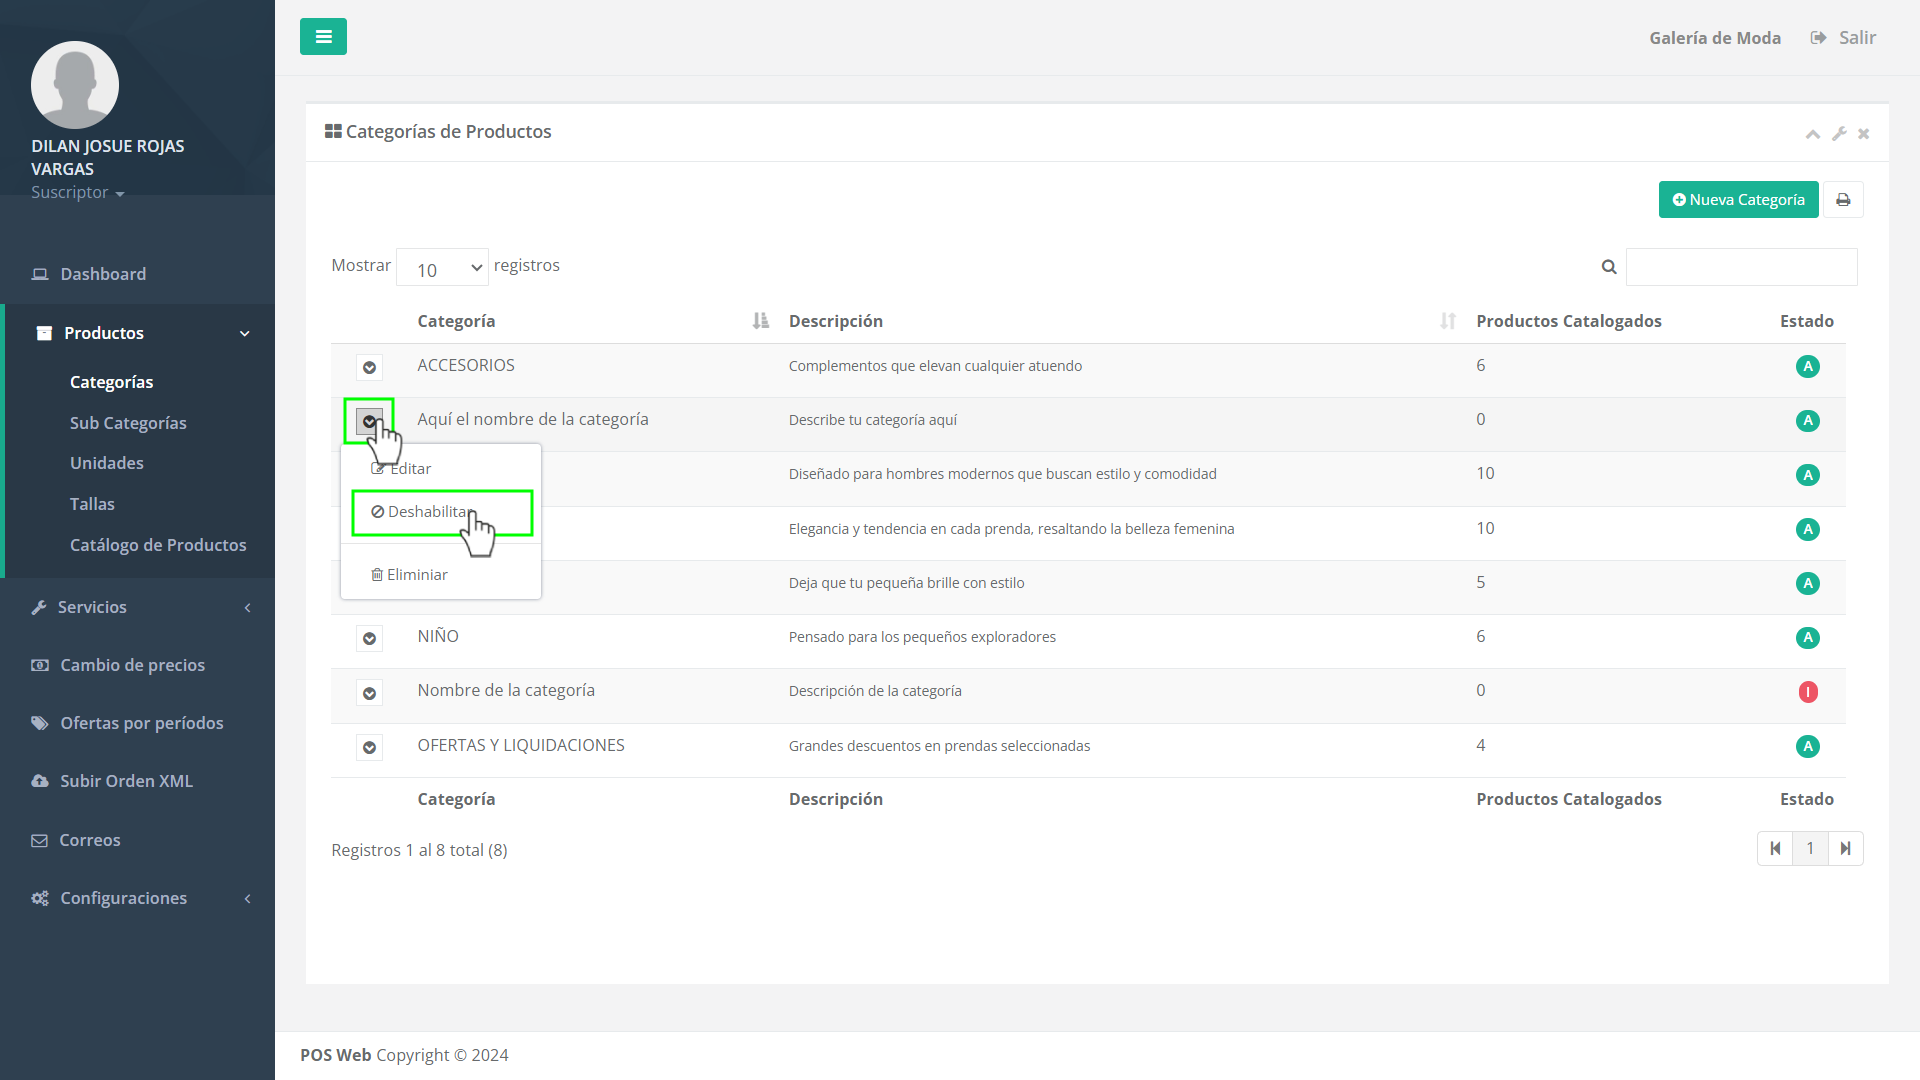 DILAN JOSUE ROJAS
VARGAS
Suscriptor
Dashboard
Productos
Categorías
Sub Categorías
Unidades
Tallas
Catálogo de Productos
Servicios
Cambio de precios
Ofertas por períodos
Subir Orden XML
Correos
Configuraciones
Galería de Moda Salir
Categorías de Productos
Nueva Categoría
Mostrar 10 registros
Categoría Descripción Productos Catalogados Estado
ACCESORIOS Complementos que elevan cualquier atuendo 6 A
Aquí el nombre de la categoría Describe tu categoría aquí 0 A
Editar
Diseñado para hombres modernos que buscan estilo y comodidad 10 A
Deshabilitar
Elegancia y tendencia en cada prenda, resaltando la belleza femenina 10 A
Eliminiar
Deja que tu pequeña brille con estilo 5 A
NIÑO Pensado para los pequeños exploradores 6 A
Nombre de la categoría Descripción de la categoría 0 I
OFERTAS Y LIQUIDACIONES Grandes descuentos en prendas seleccionadas 4 A
Categoría Descripción Productos Catalogados Estado
Registros 1 al 8 total (8) 1
POS Web Copyright © 2024